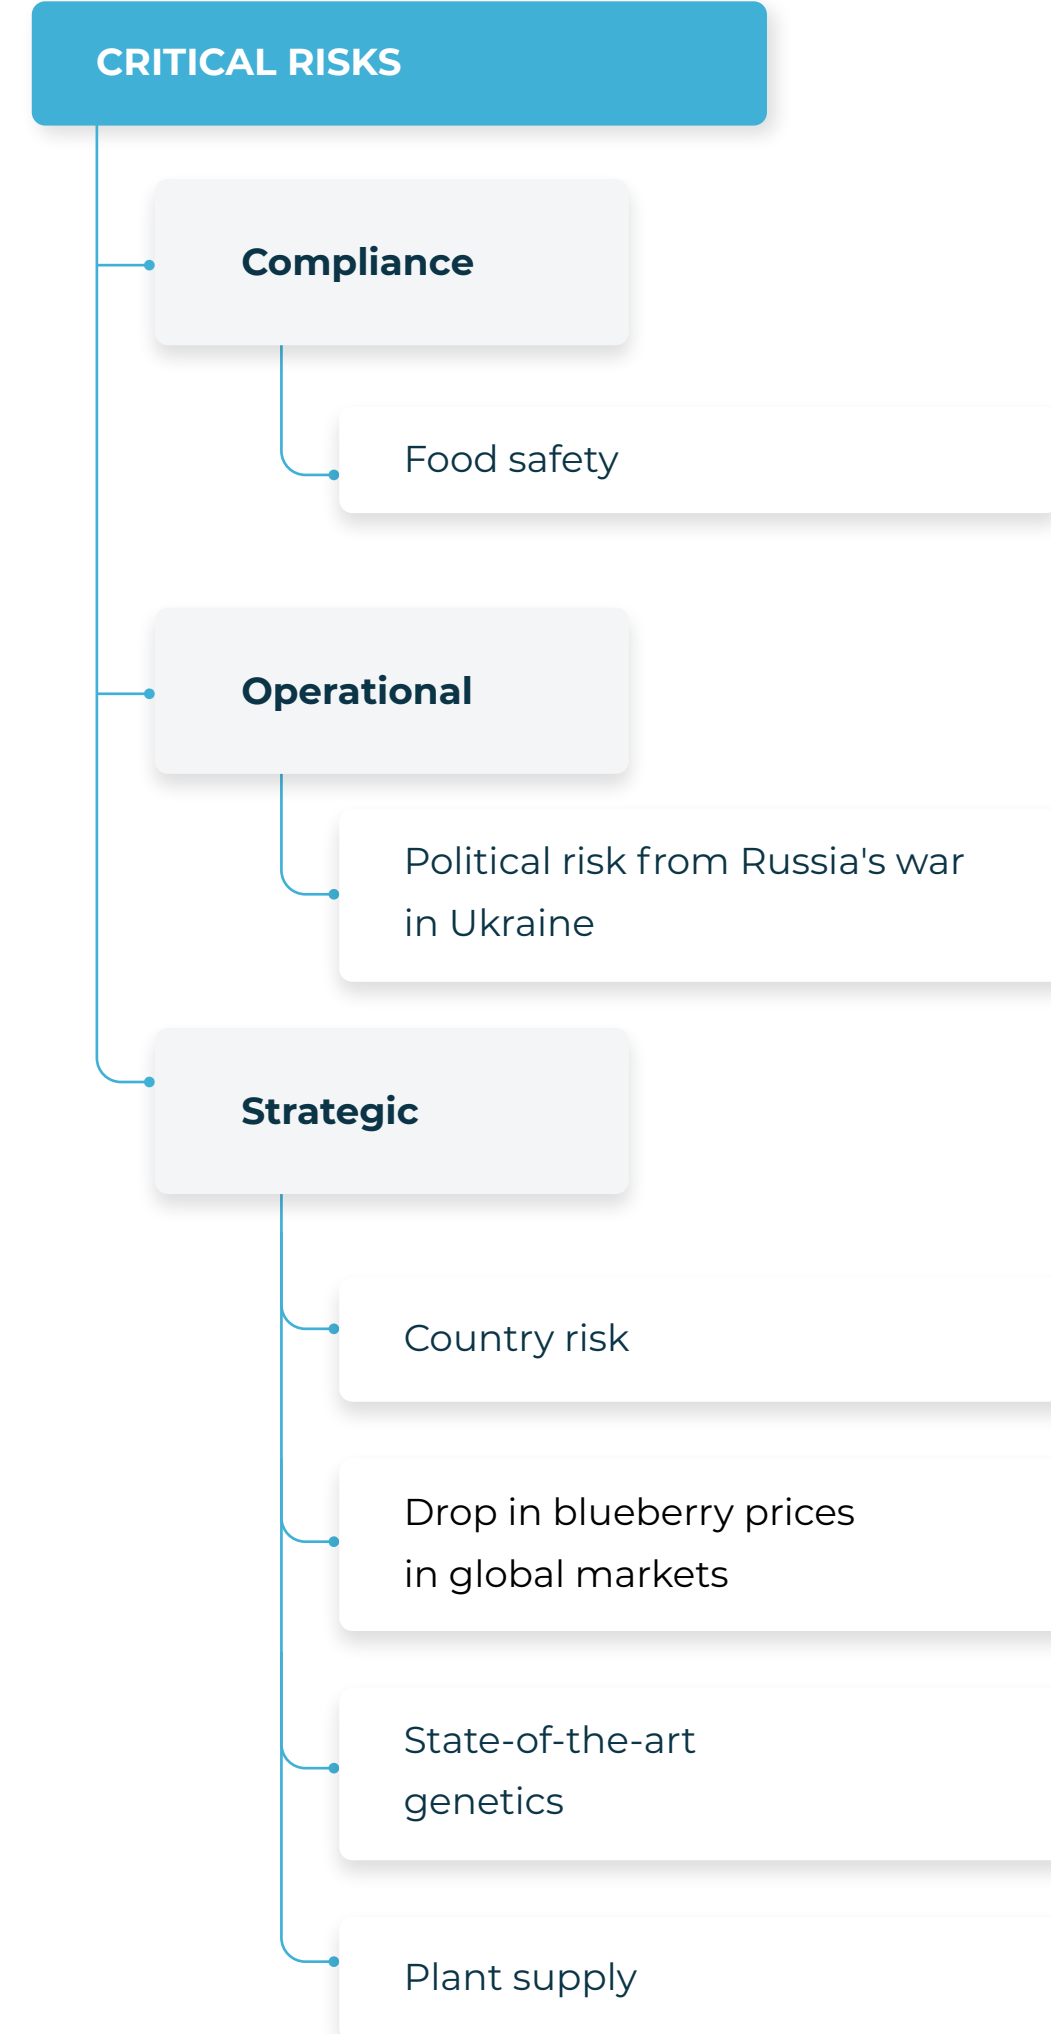 CRITICAL RISKS
Compliance
Food safety
Operational
Political risk from Russia's war
in Ukraine
Strategic
Country risk
Drop in blueberry prices
in global markets
State-of-the-art
genetics
Plant supply